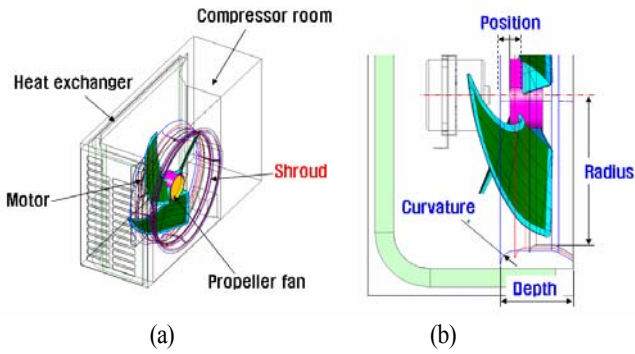 Compressor room
Heat exchanger
Shroud
Motor
Propeller fan
(a)
Position
Radius
Curvature
Depth
(b)